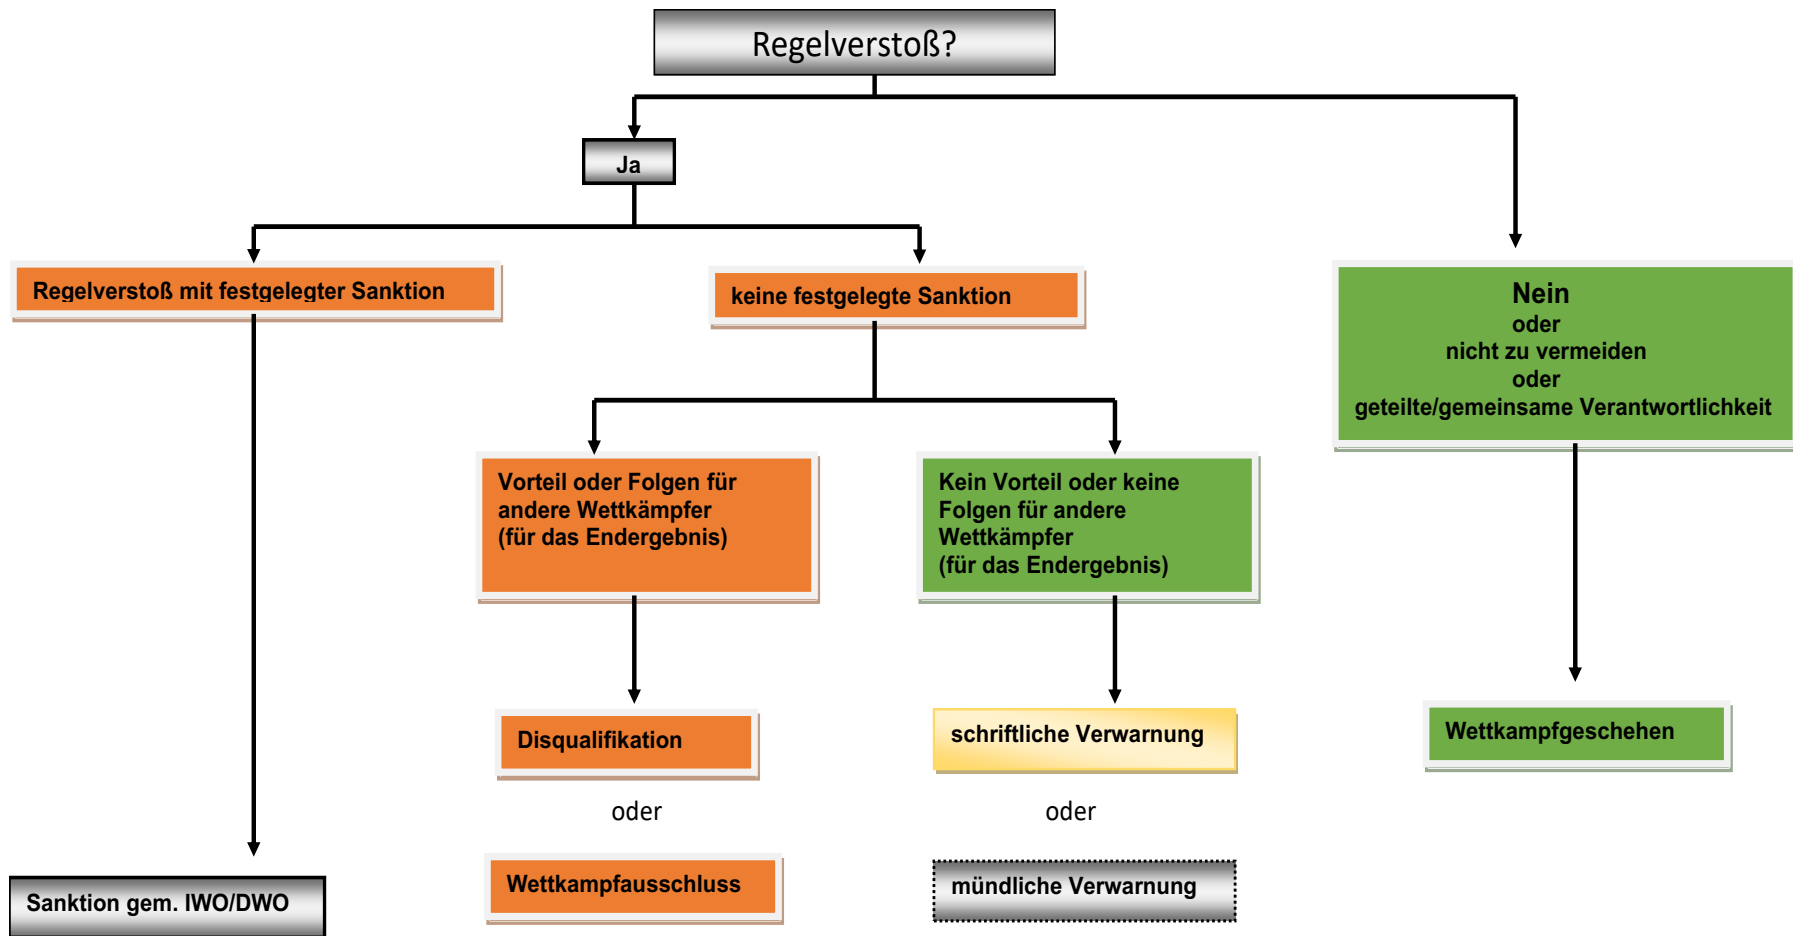 Regelverstoß?
Ja
Regelverstoß mit festgelegter Sanktion
keine festgelegte Sanktion
Nein
oder
nicht zu vermeiden
oder
geteilte/gemeinsame Verantwortlichkeit
Vorteil oder Folgen für
andere Wettkämpfer
(für das Endergebnis)
Kein Vorteil oder keine
Folgen für andere
Wettkämpfer
(für das Endergebnis)
Disqualifikation
schriftliche Verwarnung
Wettkampfgeschehen
oder
oder
Wettkampfausschluss
mündliche Verwarnung
Sanktion gem. IWO/DWO